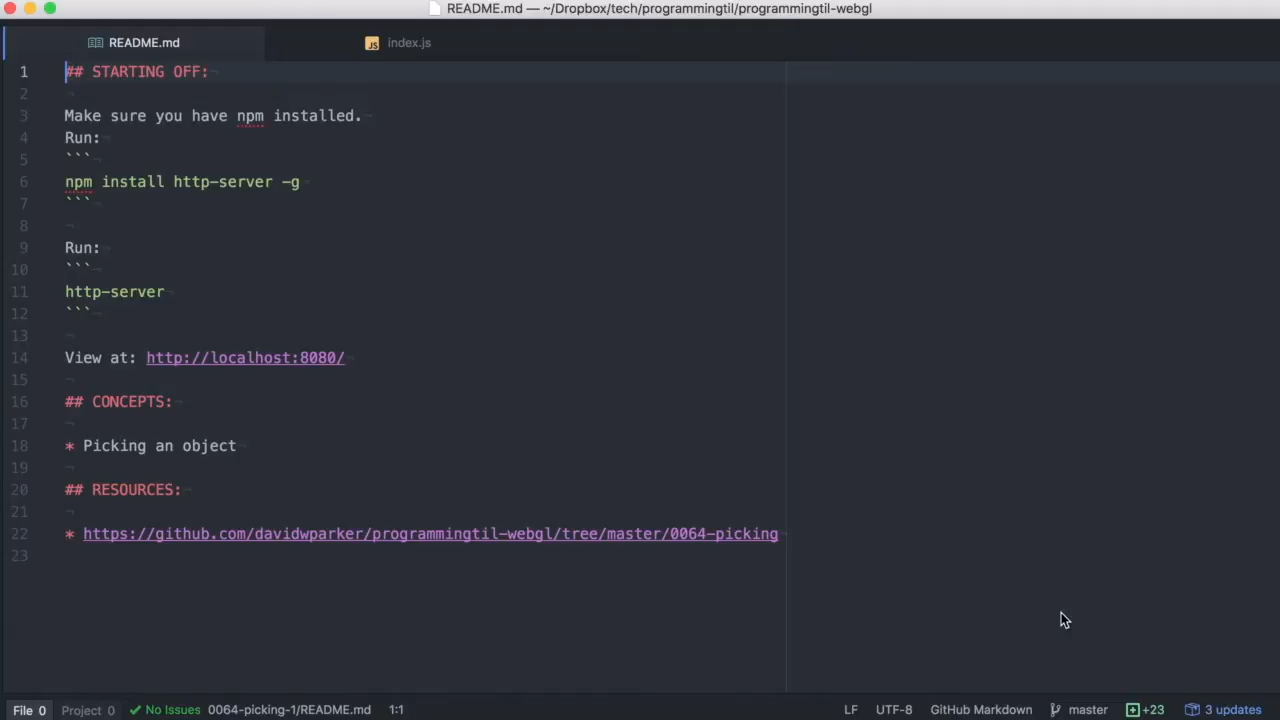 README.md — ~/Dropbox/tech/programmingtil/programmingtil-webgl
README.md
JS index.js
1 ## STARTING OFF:
2
3 Make sure you have npm installed.
4 Run:
5 ```
6 npm install http-server -g
7 ```
8
9 Run:
10 ```
11 http-server
12 ```
13
14 View at: http://localhost:8080/
15
16 ## CONCEPTS:
17
18 * Picking an object
19
20 ## RESOURCES:
21
22 * https://github.com/davidwparker/programmingtil-webgl/tree/master/0064-picking
23
File 0 Project 0 No Issues 0064-picking-1/README.md 1:1 LF UTF-8 GitHub Markdown master +23 3 updates